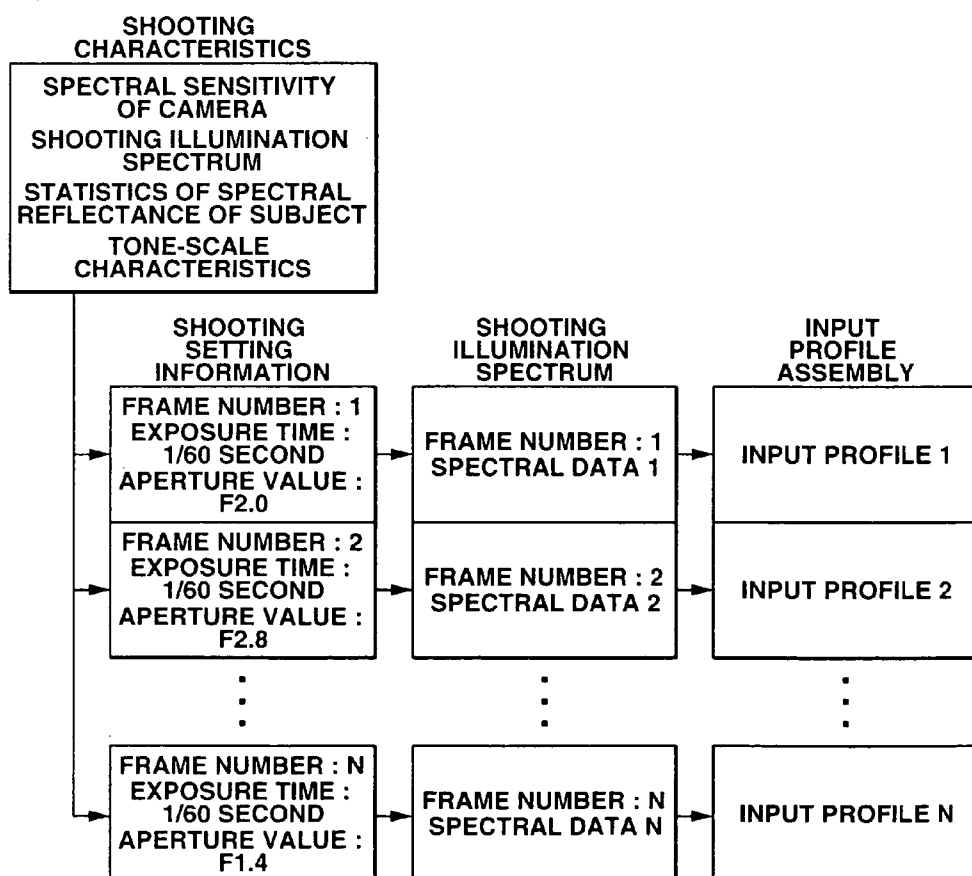 SHOOTING
CHARACTERISTICS
SPECTRAL SENSITIVITY
OF CAMERA
SHOOTING ILLUMINATION
SPECTRUM
STATISTICS OF SPECTRAL
REFLECTANCE OF SUBJECT
TONE-SCALE
CHARACTERISTICS
SHOOTING
SETTING
INFORMATION
SHOOTING
ILLUMINATION
SPECTRUM
INPUT
PROFILE
ASSEMBLY
FRAME NUMBER : 1
EXPOSURE TIME :
1/60 SECOND
APERTURE VALUE :
F2.0
FRAME NUMBER : 1
SPECTRAL DATA 1
INPUT PROFILE 1
FRAME NUMBER : 2
EXPOSURE TIME :
1/60 SECOND
APERTURE VALUE :
F2.8
FRAME NUMBER : 2
SPECTRAL DATA 2
INPUT PROFILE 2
FRAME NUMBER : N
EXPOSURE TIME :
1/60 SECOND
APERTURE VALUE :
F1.4
FRAME NUMBER : N
SPECTRAL DATA N
INPUT PROFILE N